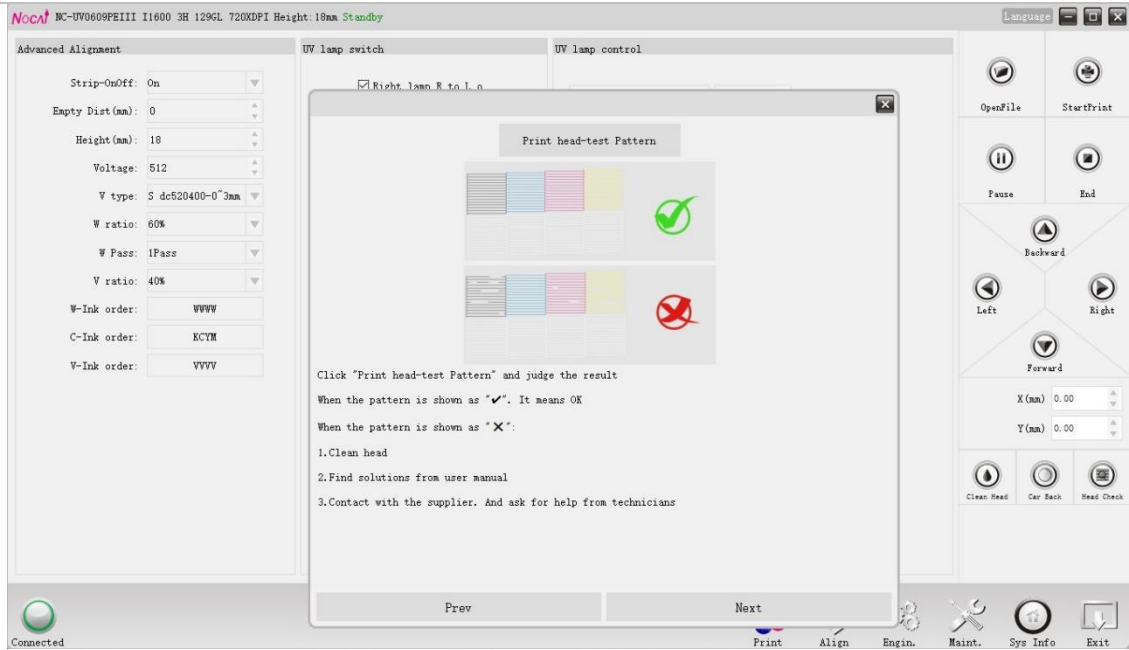 NOCAI NC-UV0609PEIII I1600 3H 129GL 720XDPI Height:18mm Standby
Language
Advanced Alignment
Strip-OnOff: On
Empty Dist(mm): 0
Height(mm): 18
Voltage: 512
V type: S dc520400-0~3mm
W ratio: 60%
W Pass: 1Pass
V ratio: 40%
W-Ink order: WWWW
C-Ink order: KCYM
V-Ink order: VVVV
UV lamp switch
Right lamp R to L o
UV lamp control
Print head-test Pattern
Click "Print head-test Pattern" and judge the result
When the pattern is shown as "✔". It means OK
When the pattern is shown as "✕":
1.Clean head
2.Find solutions from user manual
3.Contact with the supplier. And ask for help from technicians
Prev
Next
OpenFile
StartPrint
Pause
End
Backward
Left
Right
Forward
X(mm) 0.00
Y(mm) 0.00
Clean Head
Car Back
Head Check
Connected
Print
Align
Engin.
Maint.
Sys Info
Exit